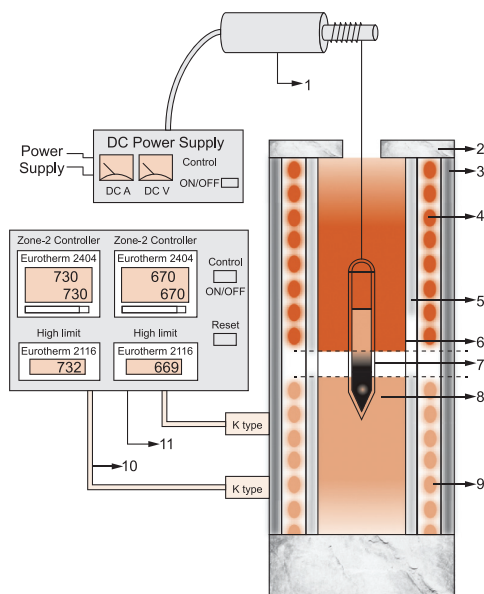 1
2
3
4
5
6
7
8
9
10
11
Power
Supply
DC Power Supply
Control
ON/OFF
DC A
DC V
Zone-2 Controller
Zone-2 Controller
Eurotherm 2404
Eurotherm 2404
730
730
670
670
Control
ON/OFF
High limit
High limit
Reset
Eurotherm 2116
Eurotherm 2116
732
669
K type
K type